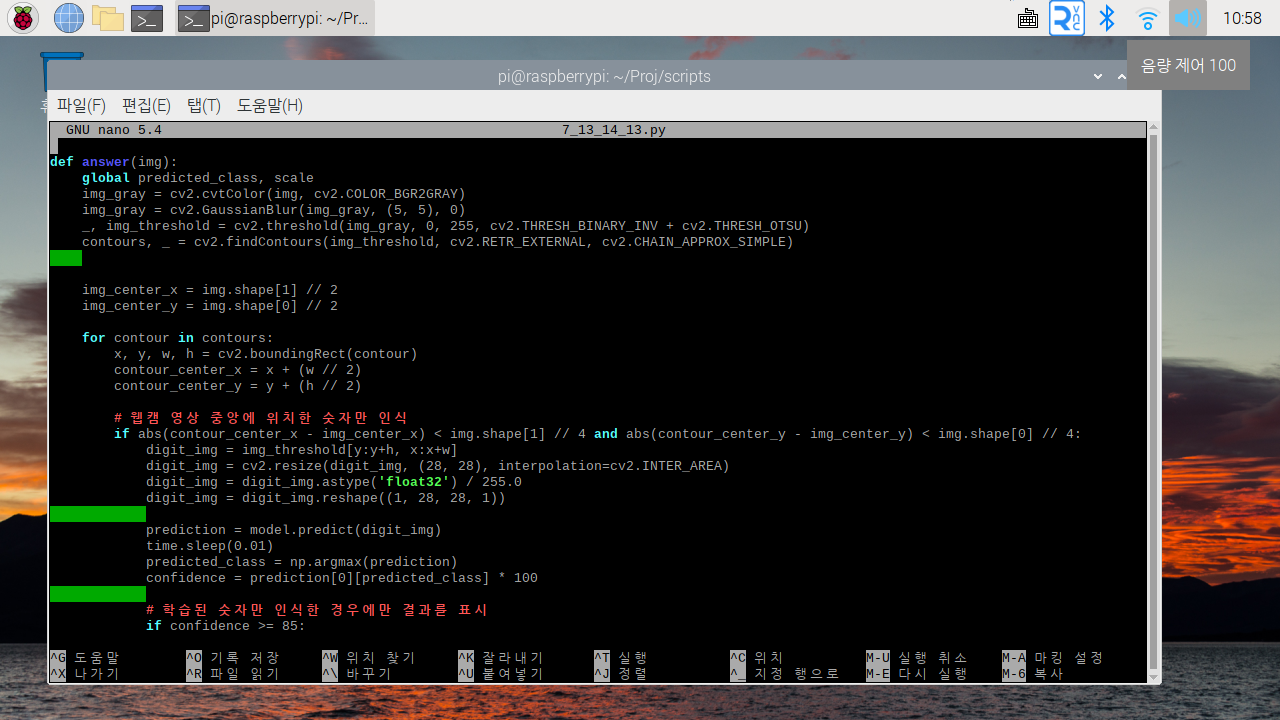 pi@raspberrypi: ~/Pr...
10:58
음량 제어 100
pi@raspberrypi: ~/Proj/scripts
파일(F) 편집(E) 탭(T) 도움말(H)
GNU nano 5.4 7_13_14_13.py
def answer(img):
global predicted_class, scale
img_gray = cv2.cvtColor(img, cv2.COLOR_BGR2GRAY)
img_gray = cv2.GaussianBlur(img_gray, (5, 5), 0)
_, img_threshold = cv2.threshold(img_gray, 0, 255, cv2.THRESH_BINARY_INV + cv2.THRESH_OTSU)
contours, _ = cv2.findContours(img_threshold, cv2.RETR_EXTERNAL, cv2.CHAIN_APPROX_SIMPLE)
img_center_x = img.shape[1] // 2
img_center_y = img.shape[0] // 2
for contour in contours:
x, y, w, h = cv2.boundingRect(contour)
contour_center_x = x + (w // 2)
contour_center_y = y + (h // 2)
# 웹캠 영상 중앙에 위치한 숫자만 인식
if abs(contour_center_x - img_center_x) < img.shape[1] // 4 and abs(contour_center_y - img_center_y) < img.shape[0] // 4:
digit_img = img_threshold[y:y+h, x:x+w]
digit_img = cv2.resize(digit_img, (28, 28), interpolation=cv2.INTER_AREA)
digit_img = digit_img.astype('float32') / 255.0
digit_img = digit_img.reshape((1, 28, 28, 1))
prediction = model.predict(digit_img)
time.sleep(0.01)
predicted_class = np.argmax(prediction)
confidence = prediction[0][predicted_class] * 100
# 학습된 숫자만 인식한 경우에만 결과를 표시
if confidence >= 85:
^G 도움말 ^O 기록 저장 ^W 위치 찾기 ^K 잘라내기 ^T 실행 ^C 위치 M-U 실행 취소 M-A 마킹 설정
^X 나가기 ^R 파일 읽기 ^\ 바꾸기 ^U 붙여넣기 ^J 정렬 ^_ 지정 행으로 M-E 다시 실행 M-6 복사